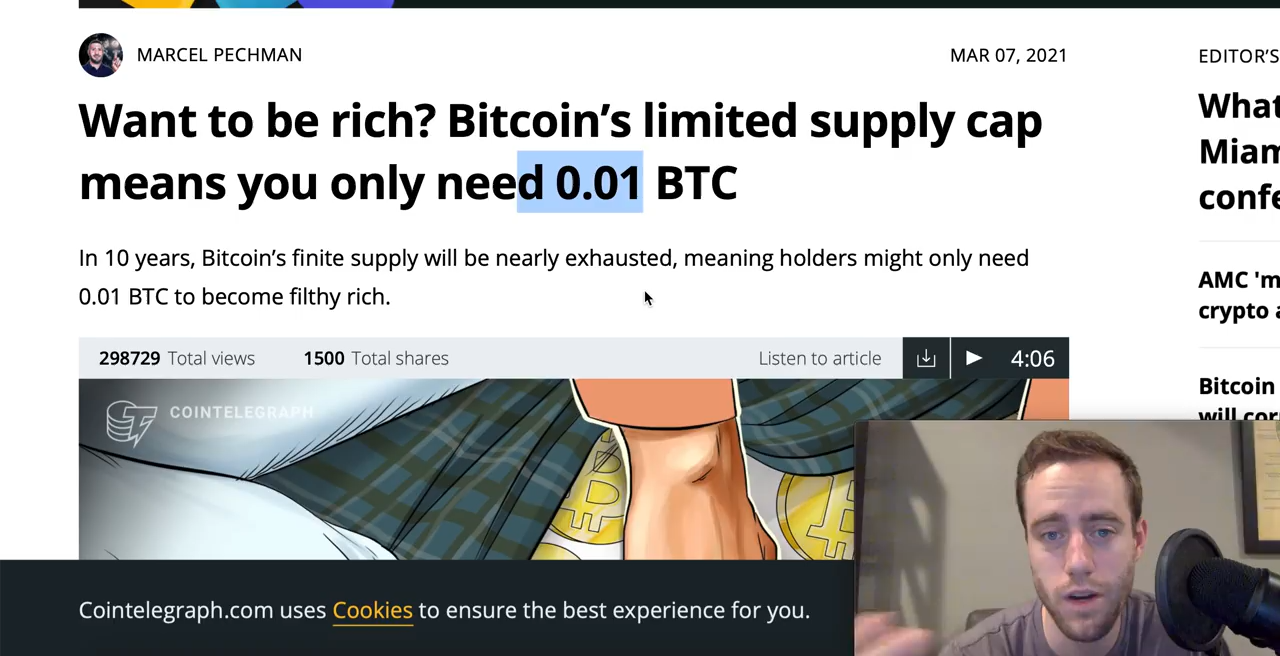 MARCEL PECHMAN
MAR 07, 2021
Want to be rich? Bitcoin’s limited supply cap
means you only need 0.01 BTC
In 10 years, Bitcoin’s finite supply will be nearly exhausted, meaning holders might only need
0.01 BTC to become filthy rich.
298729 Total views
1500 Total shares
Listen to article
4:06
COINTELEGRAPH
Cointelegraph.com uses Cookies to ensure the best experience for you.
EDITOR’S
What
Miam
confe
AMC 'm
crypto a
Bitcoin
will cor